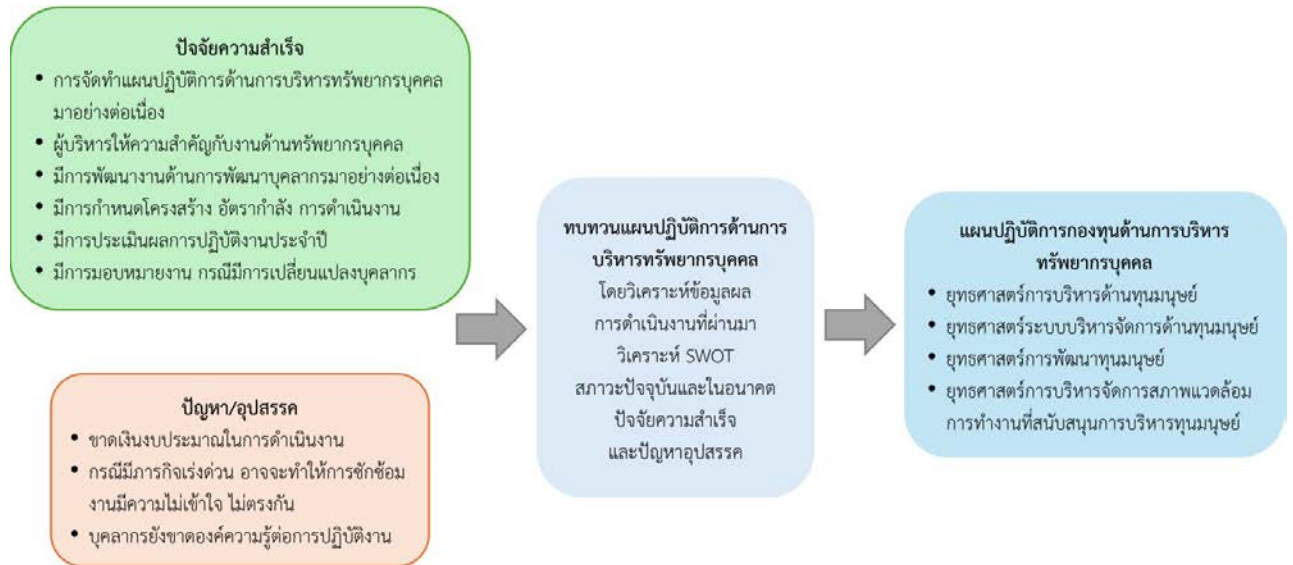 ปัจจัยความสำเร็จ
• การจัดทำแผนปฏิบัติการด้านการบริหารทรัพยากรบุคคล
มาอย่างต่อเนื่อง
• ผู้บริหารให้ความสำคัญกับงานด้านทรัพยากรบุคคล
• มีการพัฒนางานด้านการพัฒนาบุคลากรมาอย่างต่อเนื่อง
• มีการกำหนดโครงสร้าง อัตรากำลัง การดำเนินงาน
• มีการประเมินผลการปฏิบัติงานประจำปี
• มีการมอบหมายงาน กรณีมีการเปลี่ยนแปลงบุคลากร
ปัญหา/อุปสรรค
• ขาดเงินงบประมาณในการดำเนินงาน
• กรณีมีภารกิจเร่งด่วน อาจจะทำให้การซักซ้อม
งานมีความไม่เข้าใจ ไม่ตรงกัน
• บุคลากรยังขาดองค์ความรู้ต่อการปฏิบัติงาน
ทบทวนแผนปฏิบัติการด้านการ
บริหารทรัพยากรบุคคล
โดยวิเคราะห์ข้อมูลผล
การดำเนินงานที่ผ่านมา
วิเคราะห์ SWOT
สภาวะปัจจุบันและในอนาคต
ปัจจัยความสำเร็จ
และปัญหาอุปสรรค
แผนปฏิบัติการกองทุนด้านการบริหาร
ทรัพยากรบุคคล
• ยุทธศาสตร์การบริหารด้านทุนมนุษย์
• ยุทธศาสตร์ระบบบริหารจัดการด้านทุนมนุษย์
• ยุทธศาสตร์การพัฒนาทุนมนุษย์
• ยุทธศาสตร์การบริหารจัดการสภาพแวดล้อม
การทำงานที่สนับสนุนการบริหารทุนมนุษย์